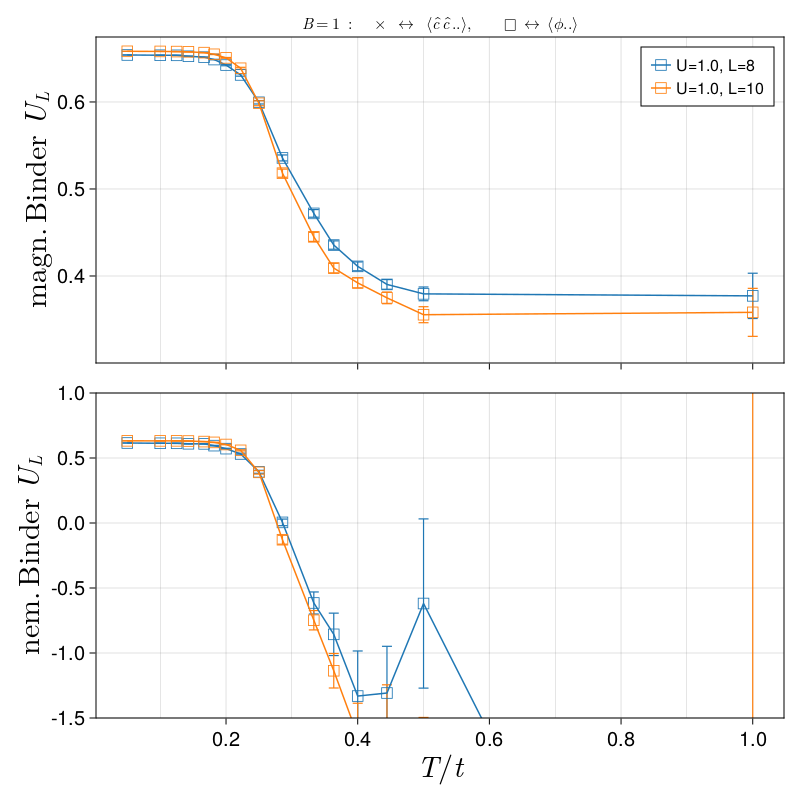 B = 1 : × ↔ ⟨ĉ ĉ..⟩, □ ↔ ⟨ϕ..⟩
U=1.0, L=8
U=1.0, L=10
magn. Binder U_L
0.6
0.5
0.4
nem. Binder U_L
1.0
0.5
0.0
-0.5
-1.0
-1.5
0.2 0.4 0.6 0.8 1.0
T/t